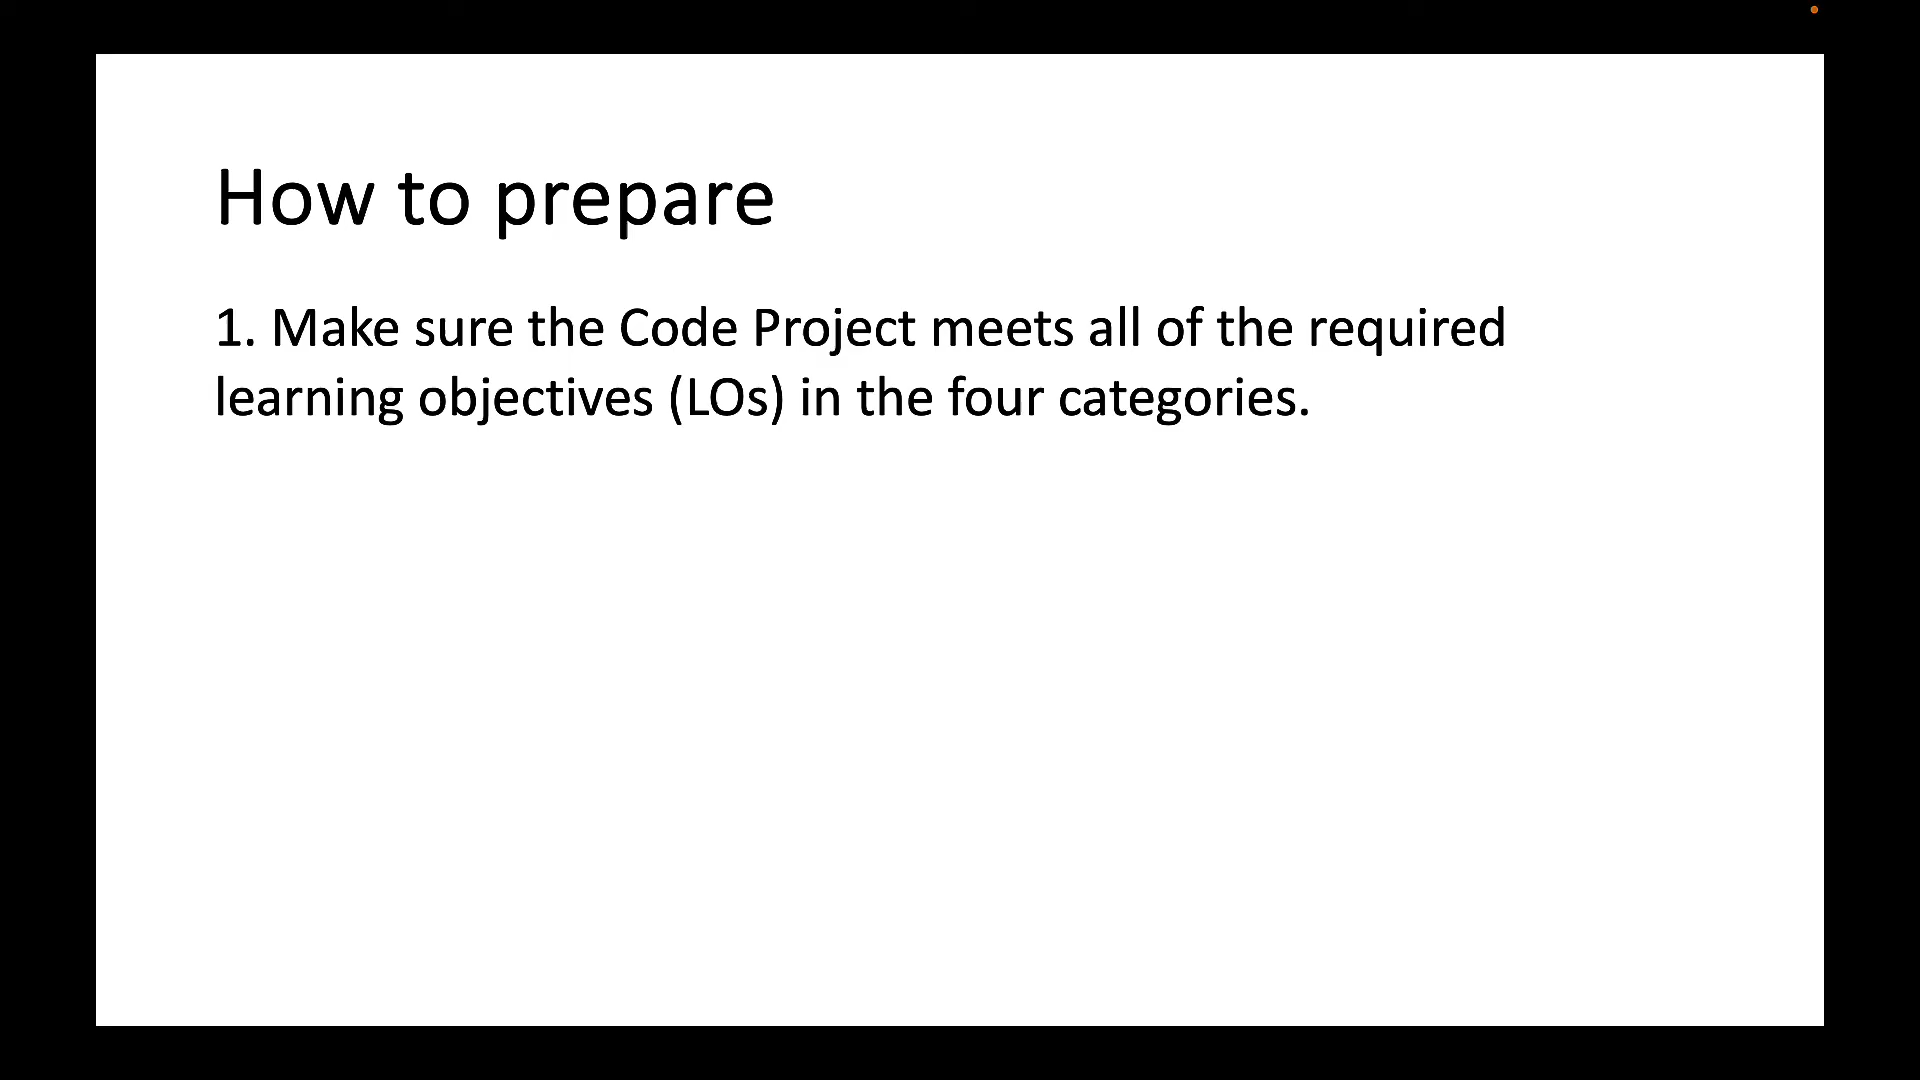 How to prepare
1. Make sure the Code Project meets all of the required
learning objectives (LOs) in the four categories.